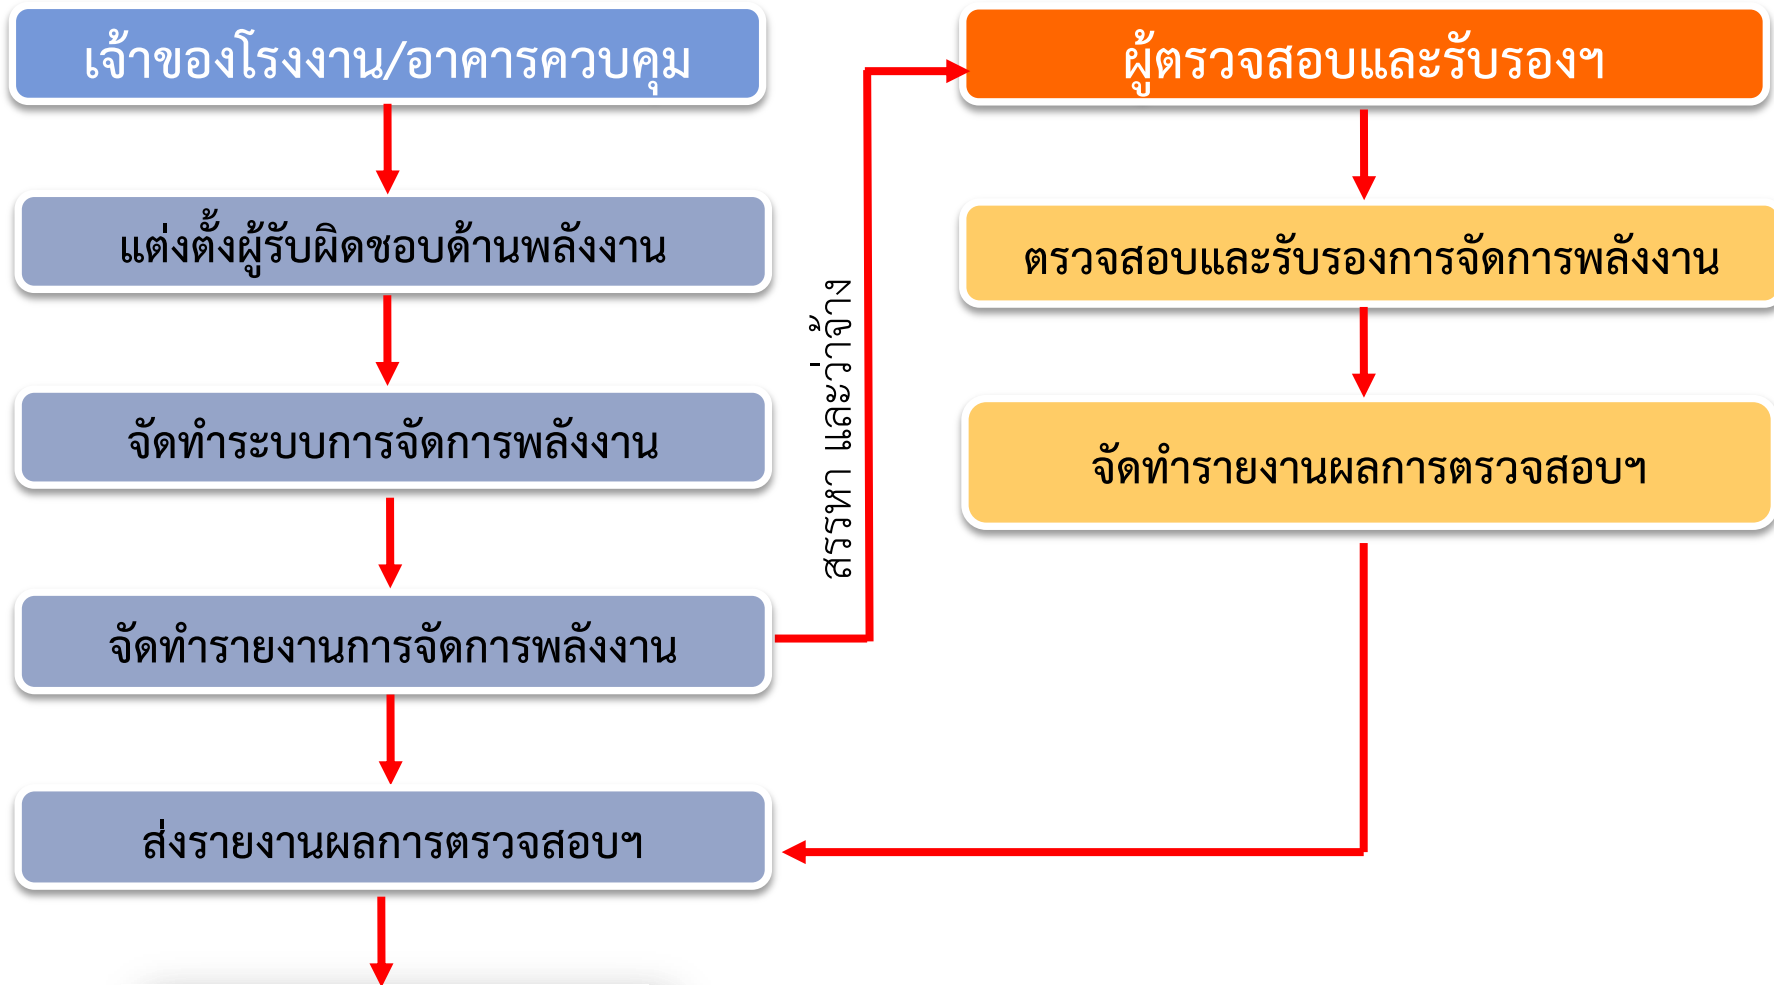 เจ้าของโรงงาน/อาคารควบคุม
แต่งตั้งผู้รับผิดชอบด้านพลังงาน
จัดทำระบบการจัดการพลังงาน
จัดทำรายงานการจัดการพลังงาน
ส่งรายงานผลการตรวจสอบฯ
สรรหา และว่าจ้าง
ผู้ตรวจสอบและรับรองฯ
ตรวจสอบและรับรองการจัดการพลังงาน
จัดทำรายงานผลการตรวจสอบฯ